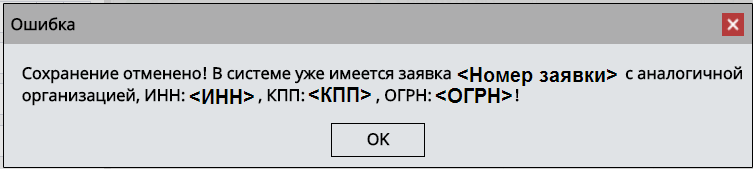 Ошибка
Сохранение отменено! В системе уже имеется заявка <Номер заявки> с аналогичной
организацией, ИНН: <ИНН> , КПП: <КПП> , ОГРН: <ОГРН> !
OK